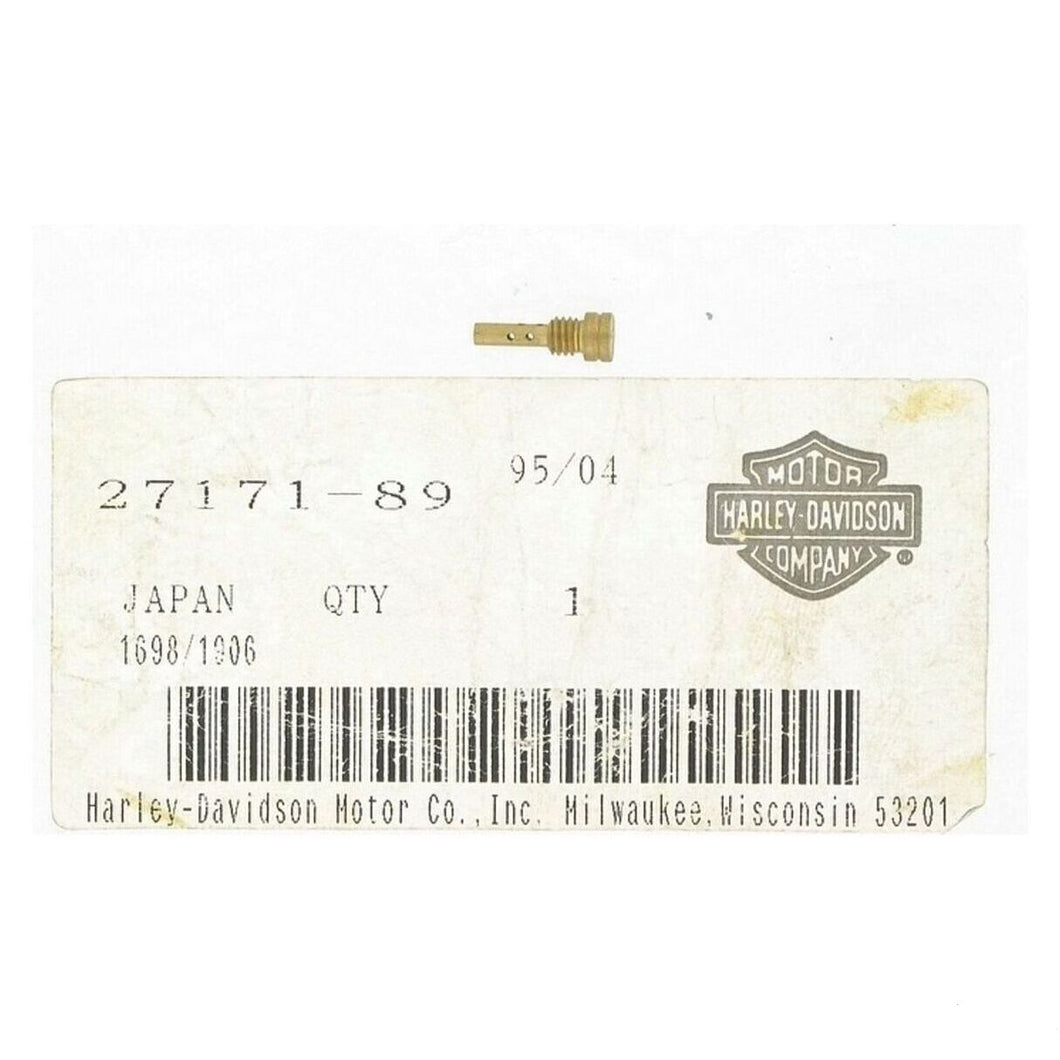 27171-89
95/04
MOTOR
HARLEY-DAVIDSON
COMPANY
JAPAN QTY 1
1698/1906
Harley-Davidson Motor Co., Inc. Milwaukee, Wisconsin 53201